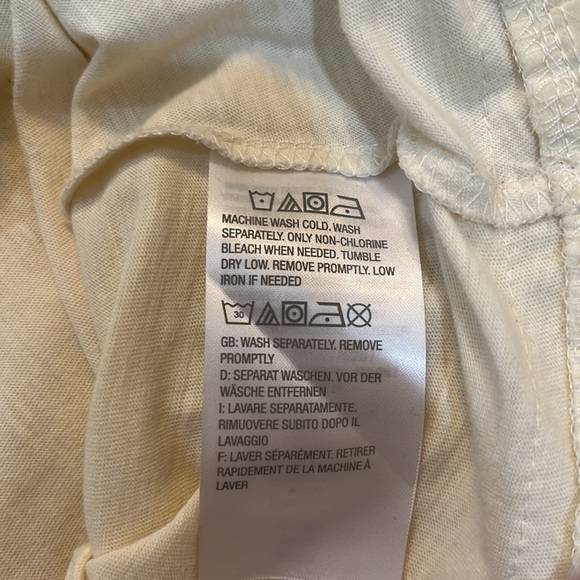 MACHINE WASH COLD. WASH
SEPARATELY. ONLY NON-CHLORINE
BLEACH WHEN NEEDED. TUMBLE
DRY LOW. REMOVE PROMPTLY. LOW
IRON IF NEEDED
30
GB: WASH SEPARATELY. REMOVE
PROMPTLY
D: SEPARAT WASCHEN. VOR DER
WÄSCHE ENTFERNEN
I: LAVARE SEPARATAMENTE.
RIMUOVERE SUBITO DOPO IL
LAVAGGIO
F: LAVER SÉPARÉMENT. RETIRER
RAPIDEMENT DE LA MACHINE À
LAVER